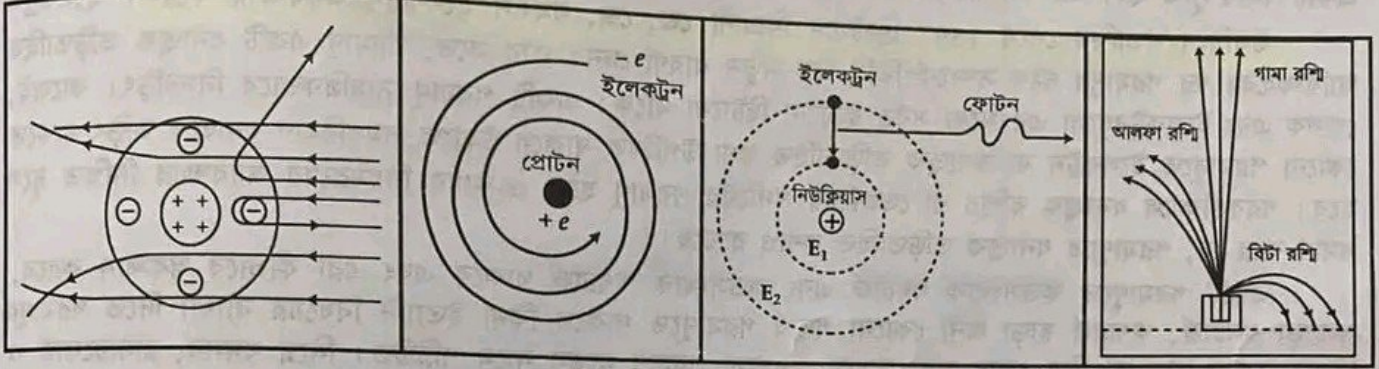 – e
ইলেকট্রন
প্রোটন
+ e
ইলেকট্রন
ফোটন
নিউক্লিয়াস
E₁
E₂
গামা রশ্মি
আলফা রশ্মি
বিটা রশ্মি